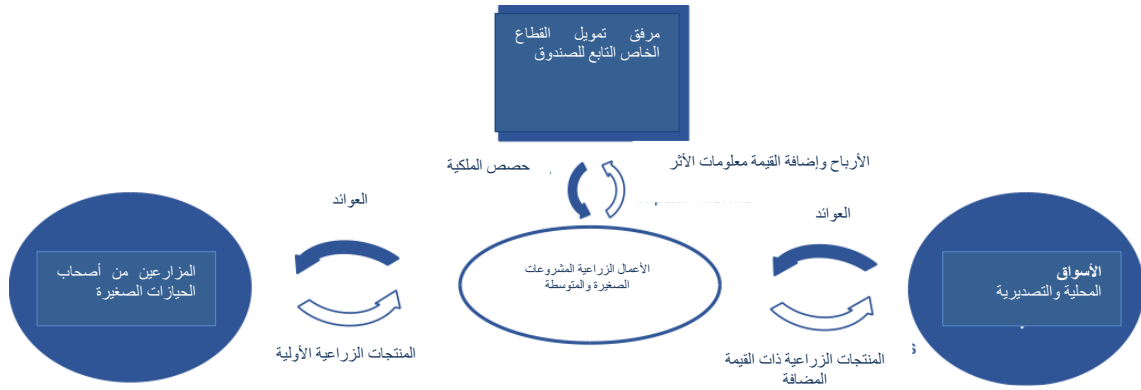 مرفق تمويل القطاع
الخاص التابع للصندوق
الأرباح وإضافة القيمة معلومات الأثر
حصص الملكية
العوائد
العوائد
الأعمال الزراعية المشروعات
الصغيرة والمتوسطة
الأسواق
المحلية والتصديرية
المزارعين من أصحاب
الحيازات الصغيرة
المنتجات الزراعية ذات القيمة
المضافة
المنتجات الزراعية الأولية